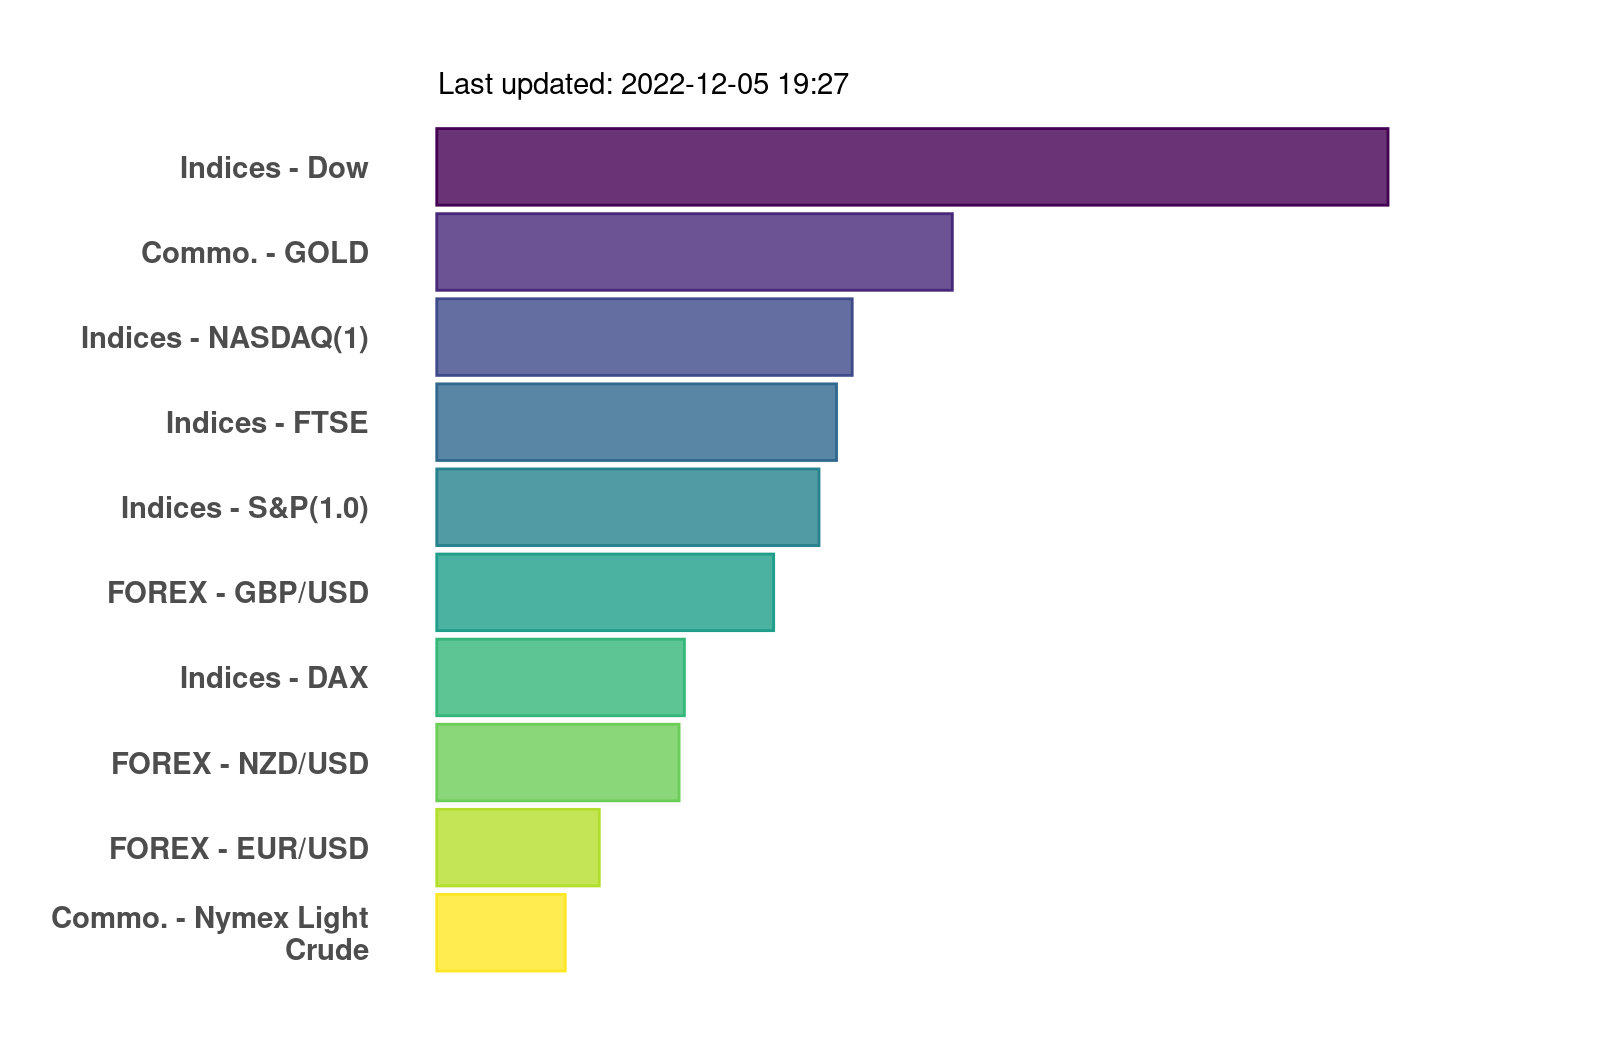 Last updated: 2022-12-05 19:27
Indices - Dow
Commo. - GOLD
Indices - NASDAQ(1)
Indices - FTSE
Indices - S&P(1.0)
FOREX - GBP/USD
Indices - DAX
FOREX - NZD/USD
FOREX - EUR/USD
Commo. - Nymex Light
Crude